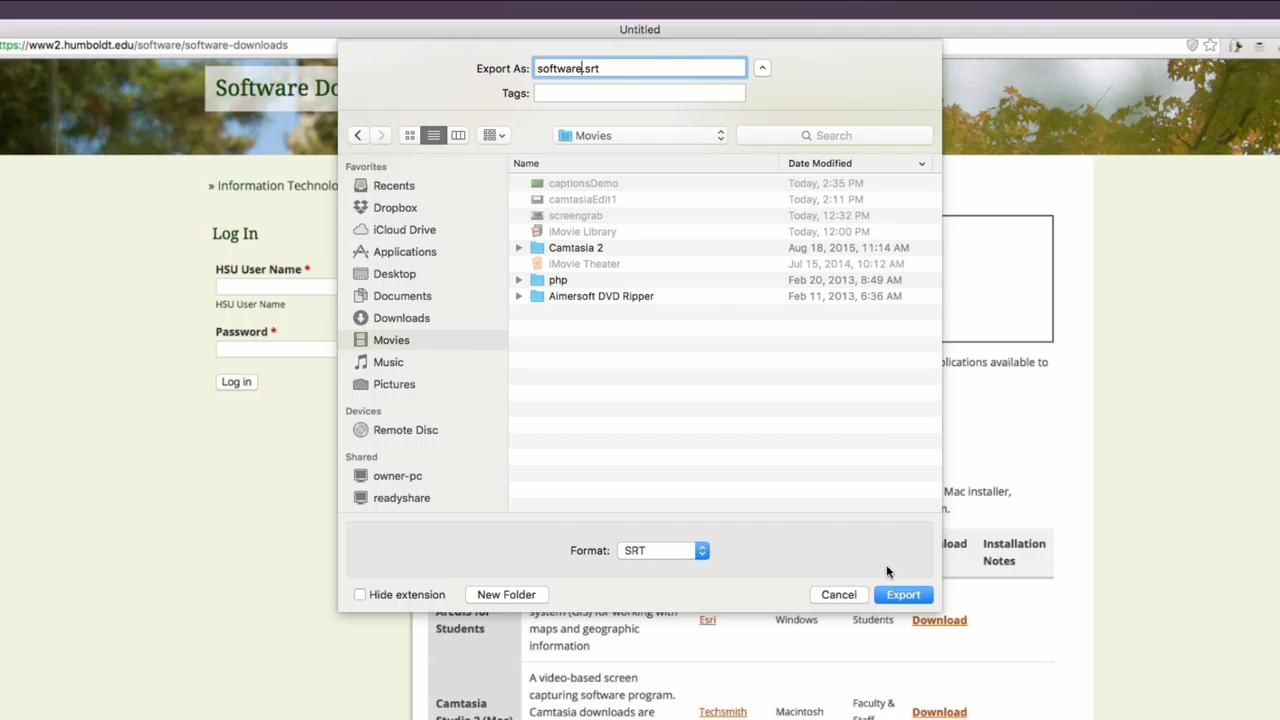 Untitled
https://www2.humboldt.edu/software/software-downloads
Software Do
Export As: software.srt
Tags:
Movies
Search
Favorites
Name Date Modified
» Information Technolo
Recents
captionsDemo Today, 2:35 PM
camtasiaEdit1 Today, 2:11 PM
Dropbox
screengrab Today, 12:32 PM
iCloud Drive
iMovie Library Today, 12:00 PM
Log In
Applications
Camtasia 2 Aug 18, 2015, 11:14 AM
HSU User Name *
Desktop
iMovie Theater Jul 15, 2014, 10:12 AM
php Feb 20, 2013, 8:49 AM
Documents
Aimersoft DVD Ripper Feb 11, 2013, 6:36 AM
HSU User Name
Downloads
Password *
Movies
Music
plications available to
Log in
Pictures
Devices
Remote Disc
Shared
owner-pc
readyshare
Mac installer,
n.
Format: SRT
load
Installation
Notes
Hide extension New Folder Cancel Export
Students
system (GIS) for working with
maps and geographic
information
Esri Windows Students Download
A video-based screen
capturing software program.
Camtasia downloads are
Camtasia
Studio 2 (Mac)
Techsmith Macintosh Faculty &
Staff Download